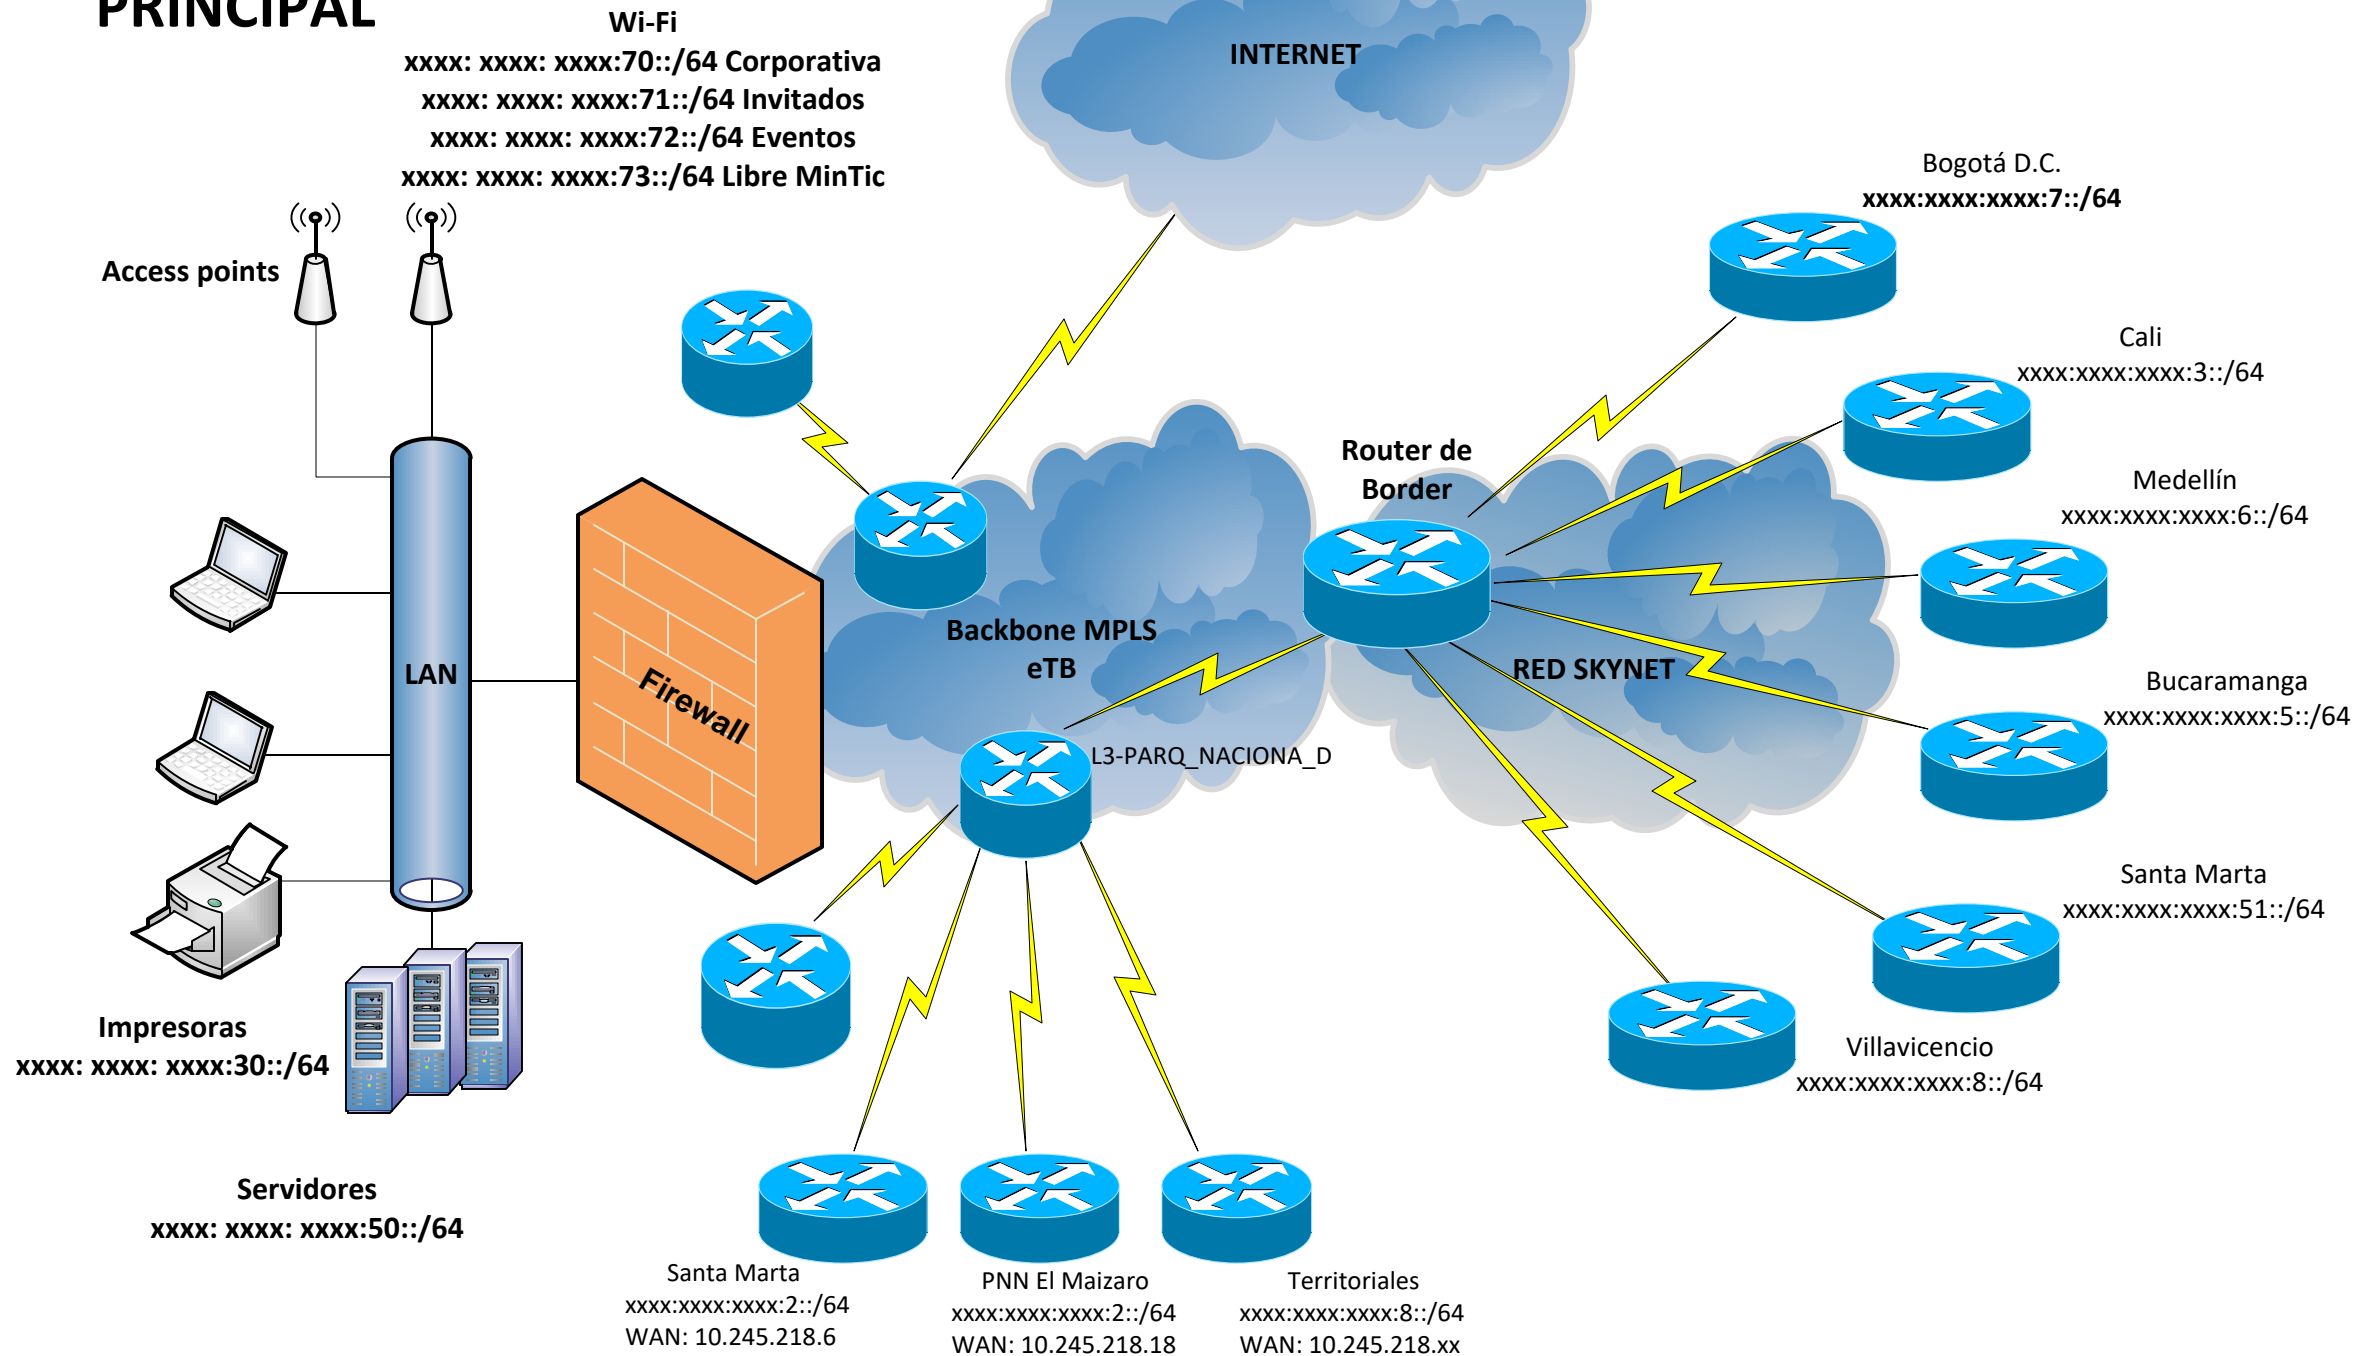 PRINCIPAL
Wi-Fi
xxxx: xxxx: xxxx:70::/64 Corporativa
xxxx: xxxx: xxxx:71::/64 Invitados
xxxx: xxxx: xxxx:72::/64 Eventos
xxxx: xxxx: xxxx:73::/64 Libre MinTic
INTERNET
Access points
Bogotá D.C.
xxxx:xxxx:xxxx:7::/64
Cali
xxxx:xxxx:xxxx:3::/64
Router de
Border
Medellín
xxxx:xxxx:xxxx:6::/64
LAN
Firewall
Backbone MPLS
eTB
RED SKYNET
Bucaramanga
xxxx:xxxx:xxxx:5::/64
L3-PARQ_NACIONA_D
Santa Marta
xxxx:xxxx:xxxx:51::/64
Impresoras
xxxx: xxxx: xxxx:30::/64
Villavicencio
xxxx:xxxx:xxxx:8::/64
Servidores
xxxx: xxxx: xxxx:50::/64
Santa Marta
xxxx:xxxx:xxxx:2::/64
WAN: 10.245.218.6
PNN El Maizaro
xxxx:xxxx:xxxx:2::/64
WAN: 10.245.218.18
Territoriales
xxxx:xxxx:xxxx:8::/64
WAN: 10.245.218.xx